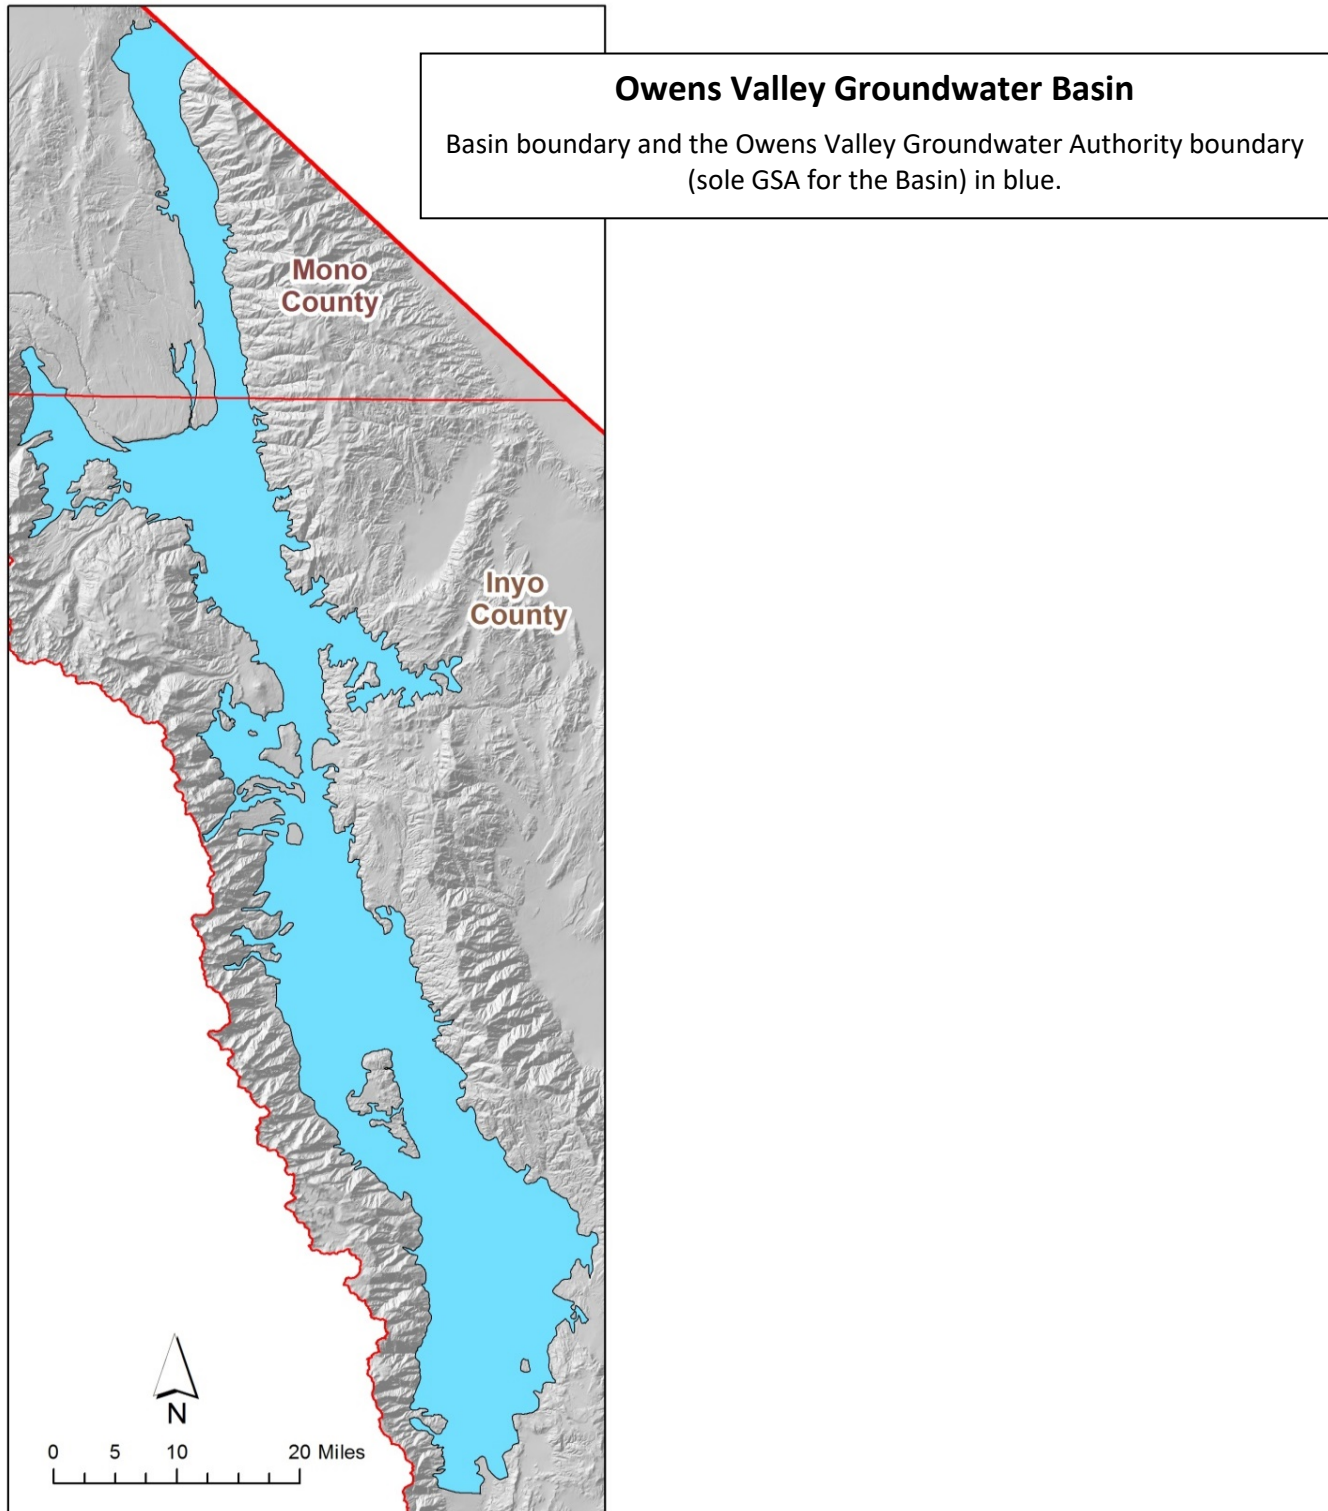 Owens Valley Groundwater Basin
Basin boundary and the Owens Valley Groundwater Authority boundary
(sole GSA for the Basin) in blue.
Mono
County
Inyo
County
N
0 5 10 20 Miles